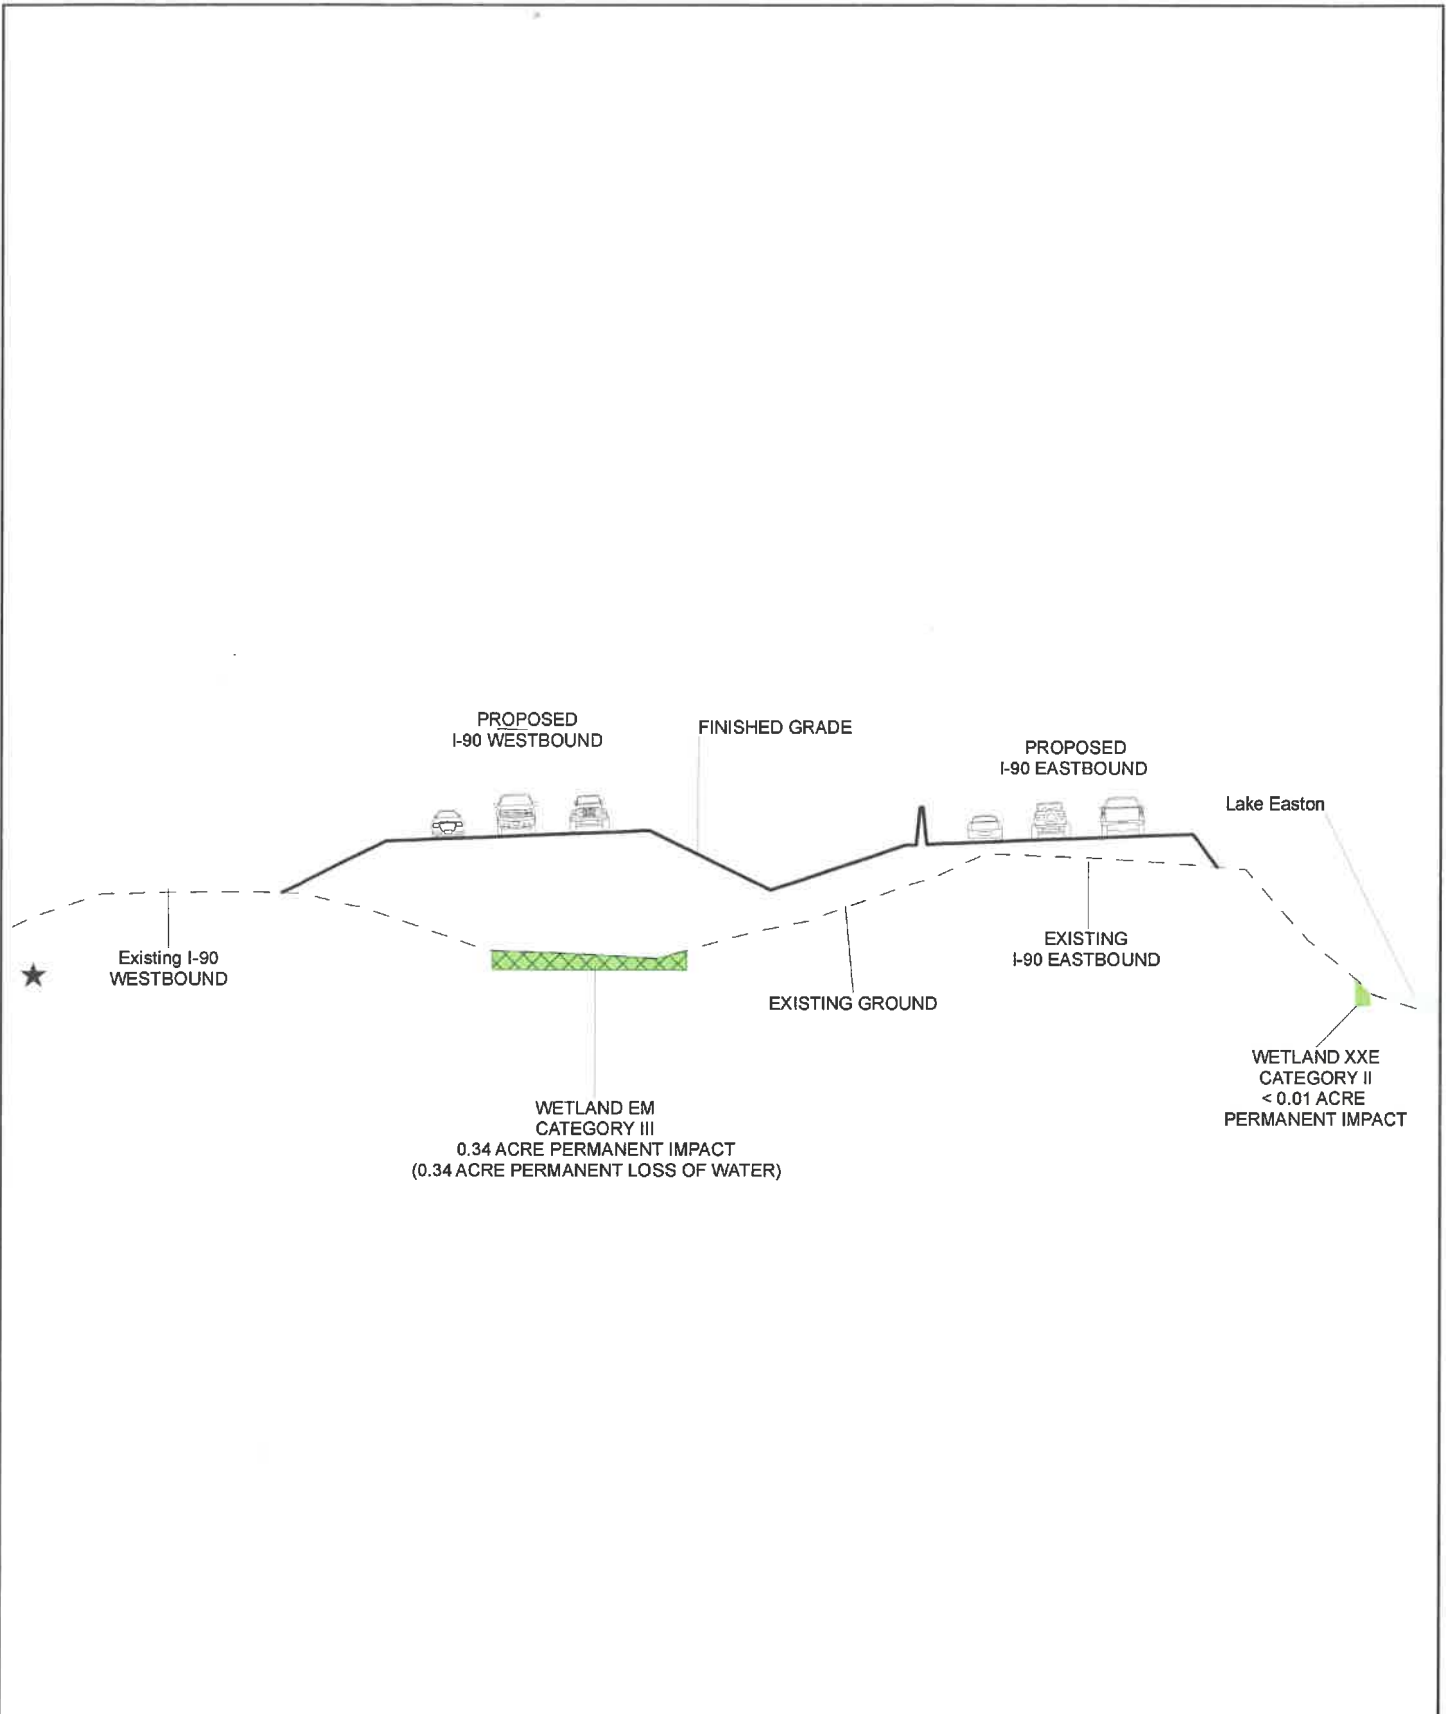 PROPOSED
I-90 WESTBOUND
FINISHED GRADE
PROPOSED
I-90 EASTBOUND
Lake Easton
Existing I-90
WESTBOUND
EXISTING
I-90 EASTBOUND
EXISTING GROUND
WETLAND XXE
CATEGORY II
< 0.01 ACRE
PERMANENT IMPACT
WETLAND EM
CATEGORY III
0.34 ACRE PERMANENT IMPACT
(0.34 ACRE PERMANENT LOSS OF WATER)